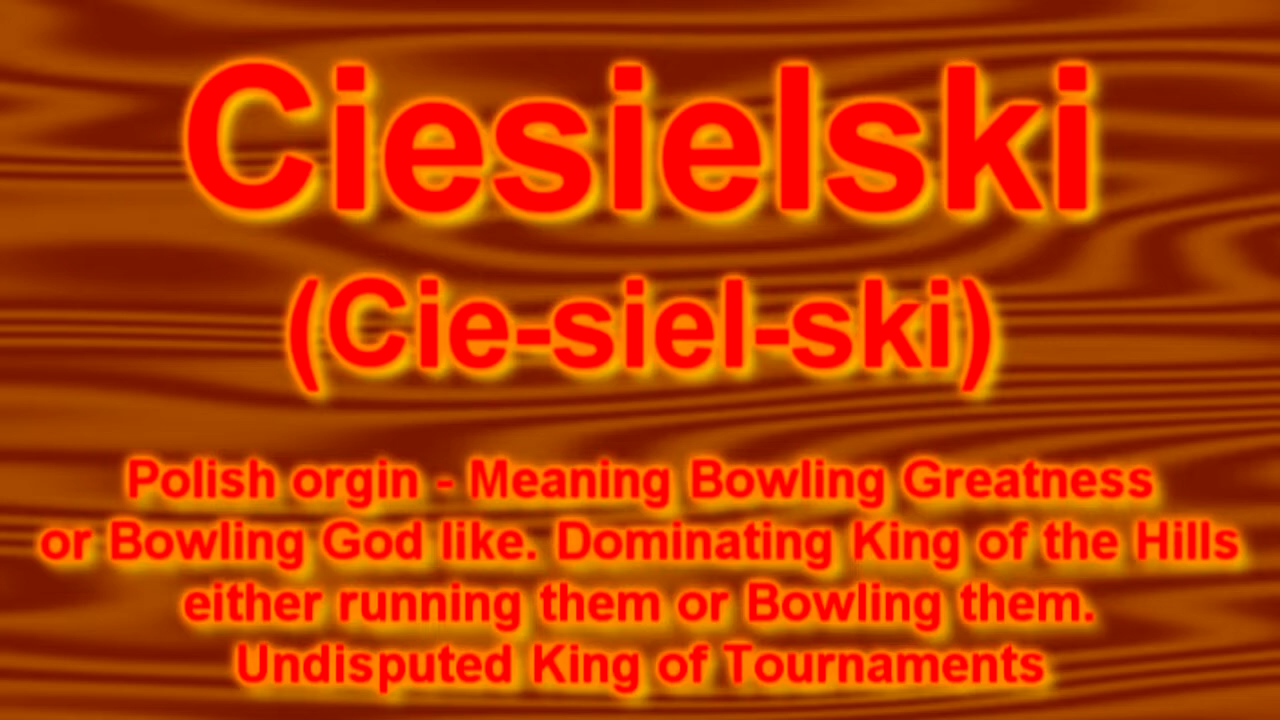 Ciesielski
(Cie-siel-ski)
Polish orgin - Meaning Bowling Greatness
or Bowling God like. Dominating King of the Hills
either running them or Bowling them.
Undisputed King of Tournaments